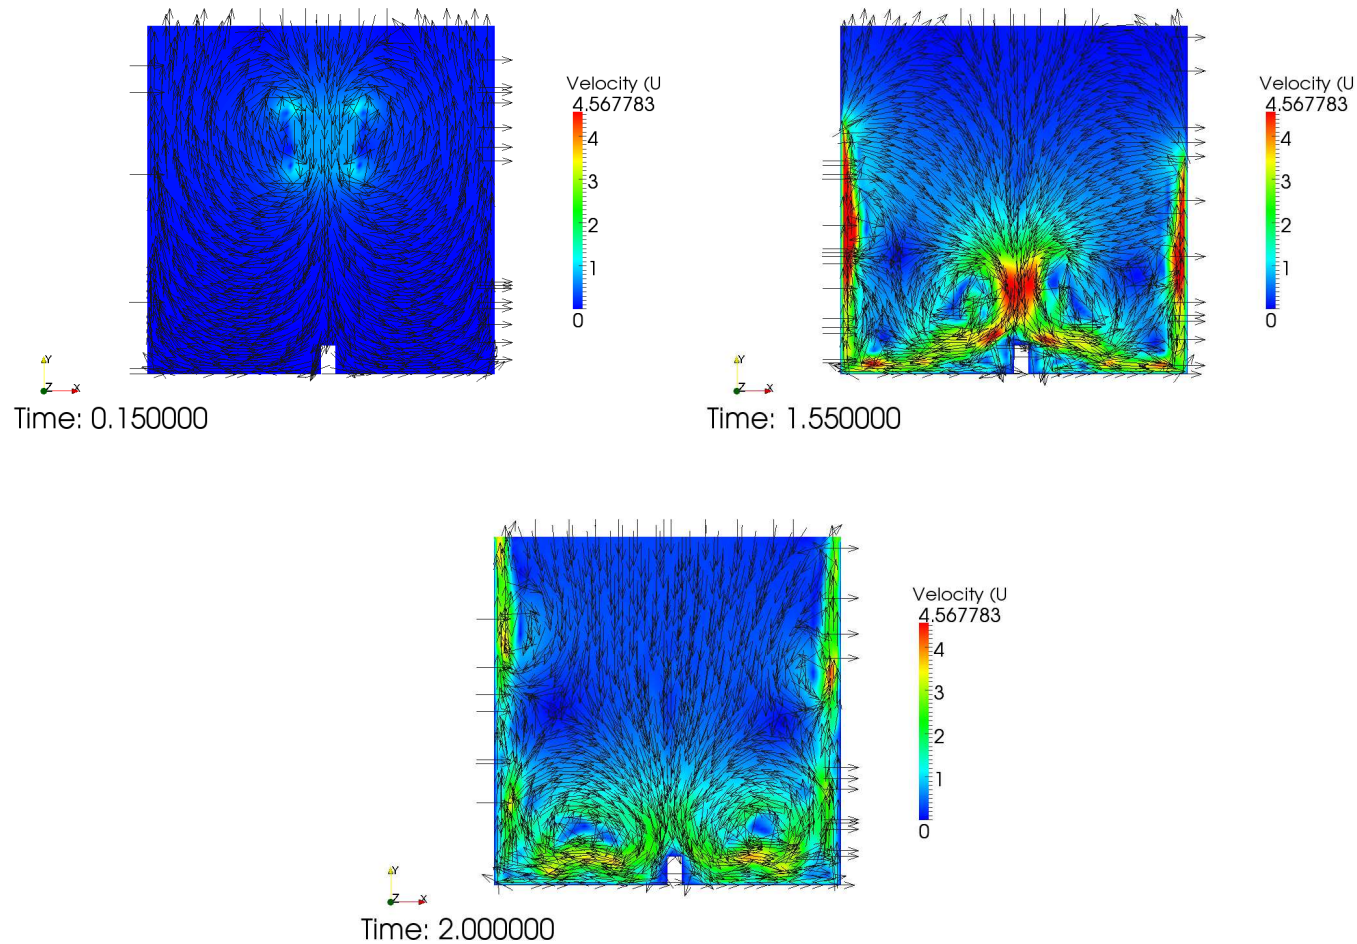 Velocity (U
4.567783
4
3
2
1
0
Y
Z
x
Time: 0.150000
Velocity (U
4.567783
4
3
2
1
0
Y
Z
x
Time: 1.550000
Velocity (U
4.567783
4
3
2
1
0
Y
Z
x
Time: 2.000000